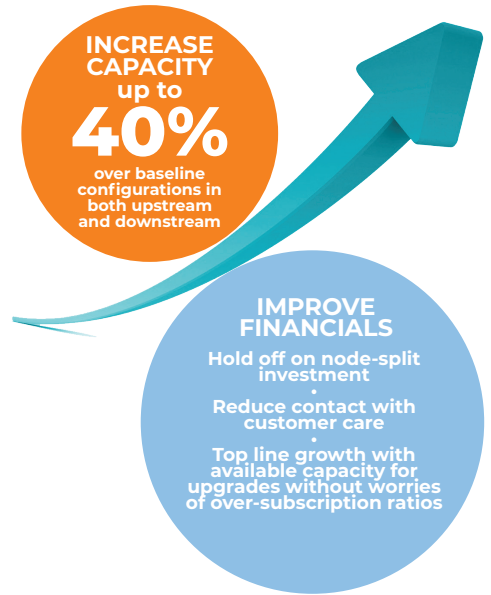 INCREASE
CAPACITY
up to
40%
over baseline
configurations in
both upstream
and downstream
IMPROVE
FINANCIALS
Hold off on node-split
investment
•
Reduce contact with
customer care
•
Top line growth with
available capacity for
upgrades without worries
of over-subscription ratios